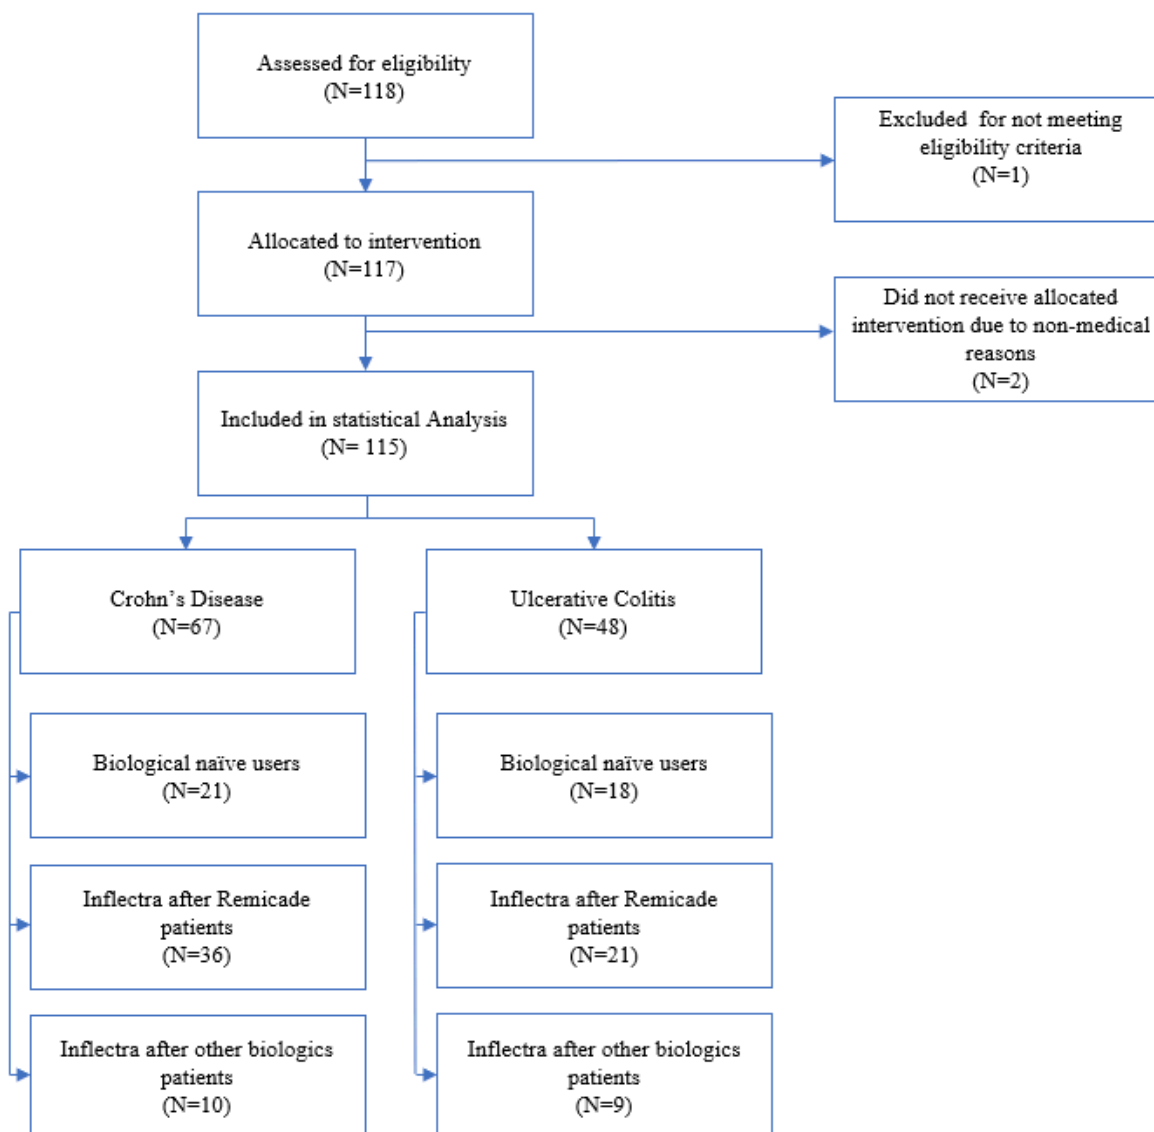 Assessed for eligibility
(N=118)
Excluded for not meeting
eligibility criteria
(N=1)
Allocated to intervention
(N=117)
Did not receive allocated
intervention due to non-medical
reasons
(N=2)
Included in statistical Analysis
(N= 115)
Crohn’s Disease
(N=67)
Ulcerative Colitis
(N=48)
Biological naïve users
(N=21)
Biological naïve users
(N=18)
Inflectra after Remicade
patients
(N=36)
Inflectra after Remicade
patients
(N=21)
Inflectra after other biologics
patients
(N=10)
Inflectra after other biologics
patients
(N=9)